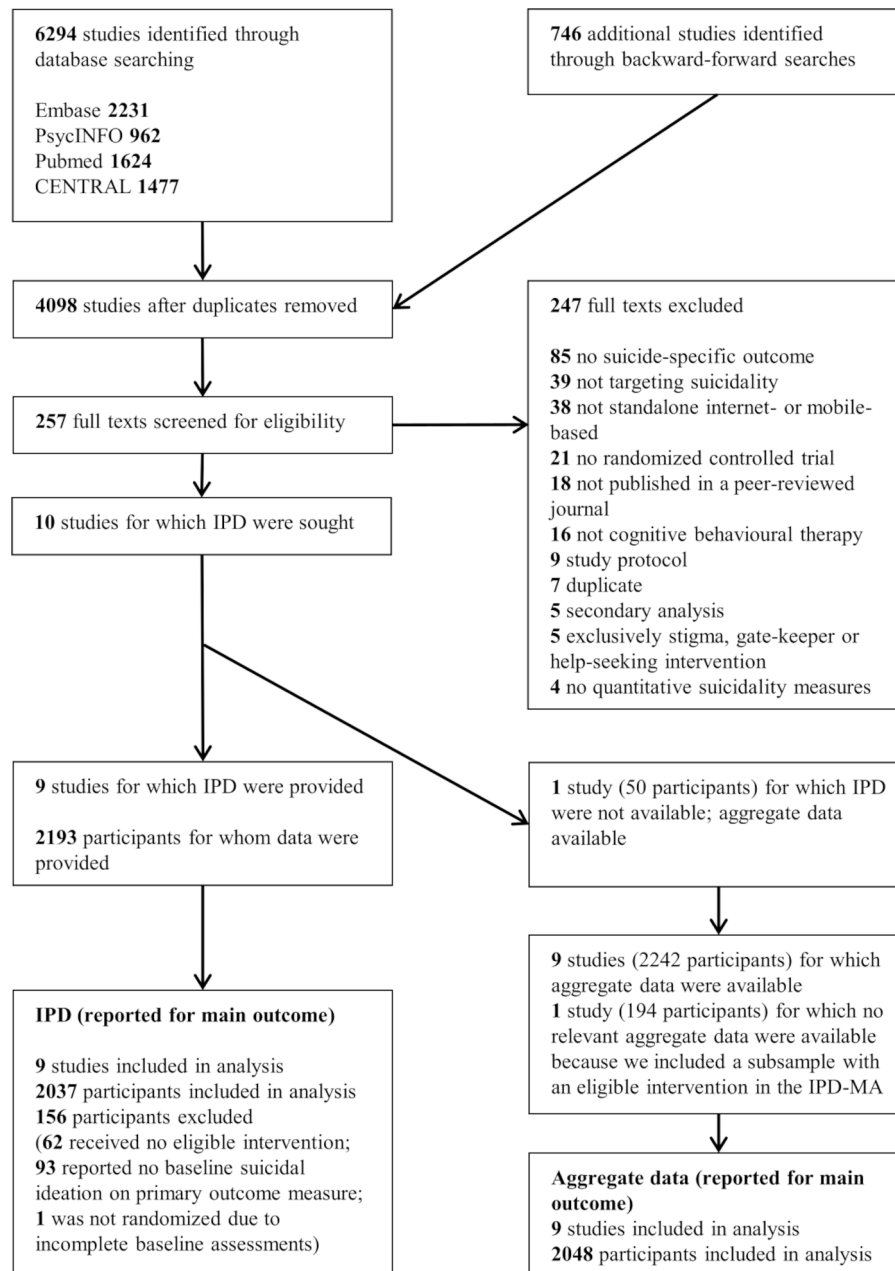 6294 studies identified through
database searching
Embase 2231
PsycINFO 962
Pubmed 1624
CENTRAL 1477
746 additional studies identified
through backward-forward searches
4098 studies after duplicates removed
257 full texts screened for eligibility
247 full texts excluded
85 no suicide-specific outcome
39 not targeting suicidality
38 not standalone internet- or mobile-
based
21 no randomized controlled trial
18 not published in a peer-reviewed
journal
16 not cognitive behavioural therapy
9 study protocol
7 duplicate
5 secondary analysis
5 exclusively stigma, gate-keeper or
help-seeking intervention
4 no quantitative suicidality measures
10 studies for which IPD were sought
9 studies for which IPD were provided
2193 participants for whom data were
provided
1 study (50 participants) for which IPD
were not available; aggregate data
available
9 studies (2242 participants) for which
aggregate data were available
1 study (194 participants) for which no
relevant aggregate data were available
because we included a subsample with
an eligible intervention in the IPD-MA
IPD (reported for main outcome)
9 studies included in analysis
2037 participants included in analysis
156 participants excluded
(62 received no eligible intervention;
93 reported no baseline suicidal
ideation on primary outcome measure;
1 was not randomized due to
incomplete baseline assessments)
Aggregate data (reported for main
outcome)
9 studies included in analysis
2048 participants included in analysis